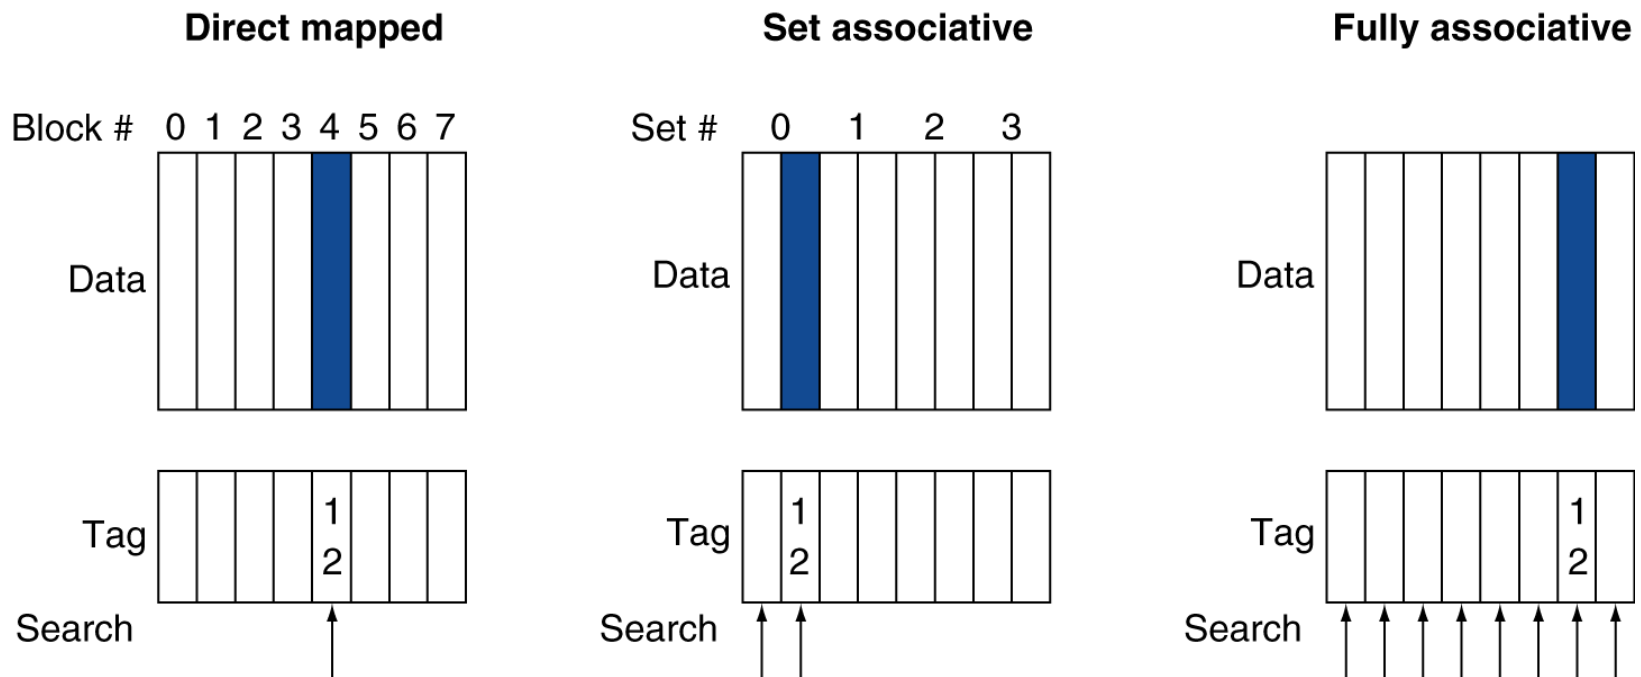 Direct mapped
Block # 0 1 2 3 4 5 6 7
Data
Tag
1
2
Search
Set associative
Set # 0 1 2 3
Data
Tag
1
2
Search
Fully associative
Data
Tag
1
2
Search